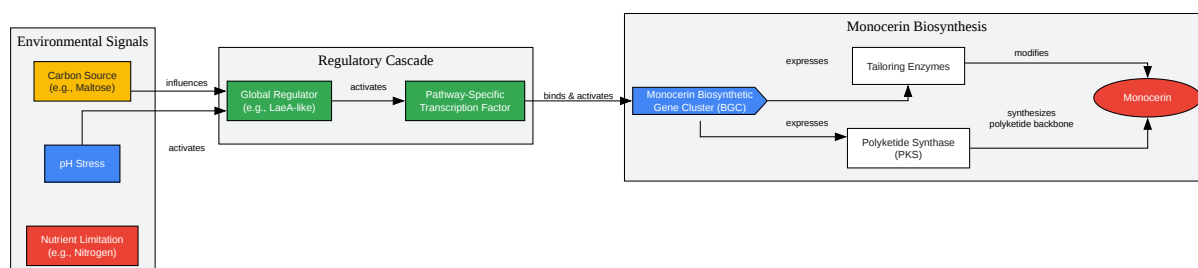 Environmental Signals
Carbon Source
(e.g., Maltose)
pH Stress
Nutrient Limitation
(e.g., Nitrogen)
influences
activates
Regulatory Cascade
Global Regulator
(e.g., LaeA-like)
activates
Pathway-Specific
Transcription Factor
binds & activates
Monocerin Biosynthesis
Monocerin Biosynthetic
Gene Cluster (BGC)
expresses
expresses
Tailoring Enzymes
Polyketide Synthase
(PKS)
modifies
synthesizes
polyketide backbone
Monocerin